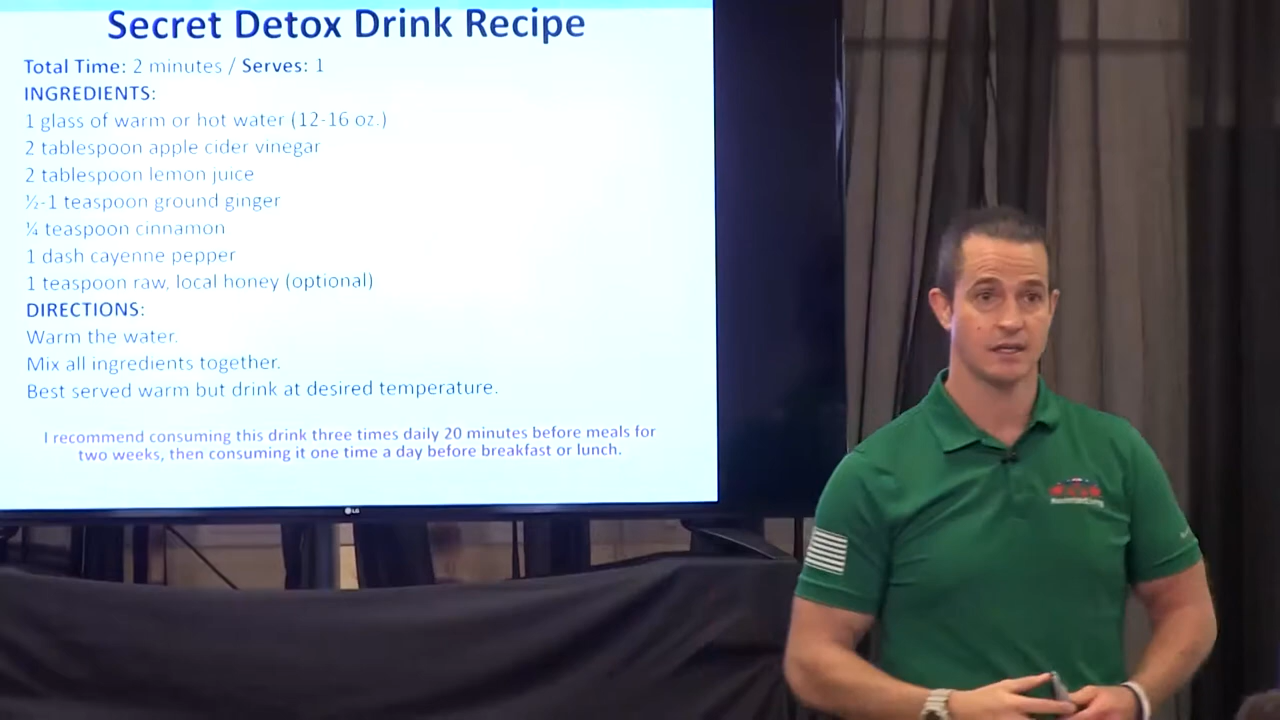 Secret Detox Drink Recipe
Total Time: 2 minutes / Serves: 1
INGREDIENTS:
1 glass of warm or hot water (12-16 oz.)
2 tablespoon apple cider vinegar
2 tablespoon lemon juice
½-1 teaspoon ground ginger
¼ teaspoon cinnamon
1 dash cayenne pepper
1 teaspoon raw, local honey (optional)
DIRECTIONS:
Warm the water.
Mix all ingredients together.
Best served warm but drink at desired temperature.
I recommend consuming this drink three times daily 20 minutes before meals for
two weeks, then consuming it one time a day before breakfast or lunch.
LG